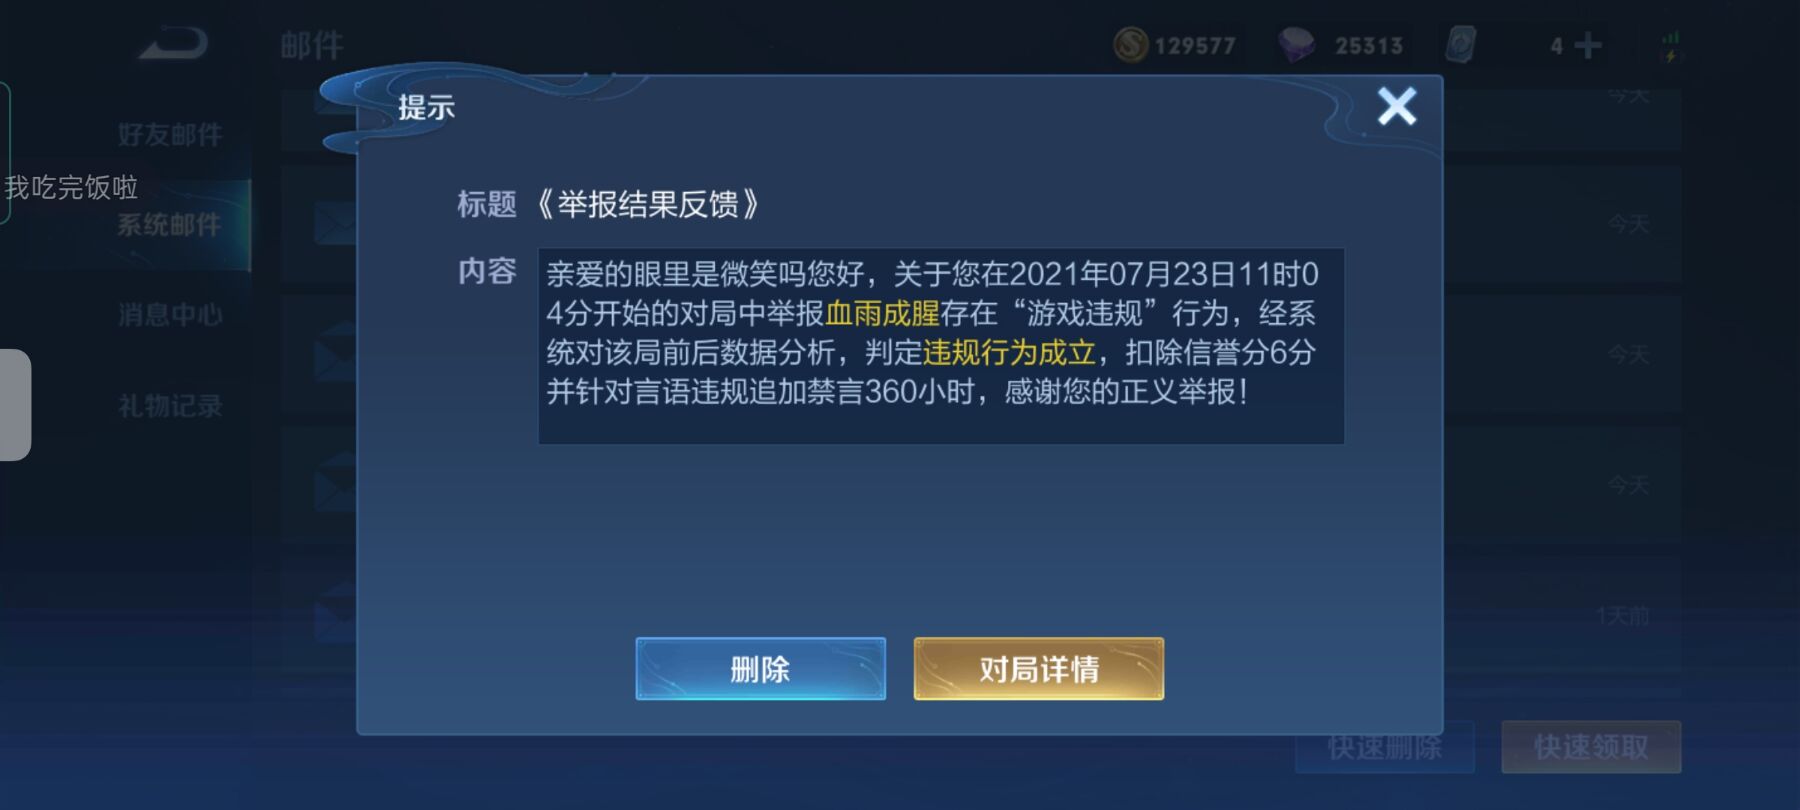 邮件
129577
25313
4
今天
提示
好友邮件
我吃完饭啦
系统邮件
消息中心
礼物记录
标题 《举报结果反馈》
内容
亲爱的眼里是微笑吗您好，关于您在2021年07月23日11时0
4分开始的对局中举报血雨成腥存在“游戏违规”行为，经系
统对该局前后数据分析，判定违规行为成立，扣除信誉分6分
并针对言语违规追加禁言360小时，感谢您的正义举报！
今天
今天
今天
1天前
删除
对局详情
快速删除
快速领取